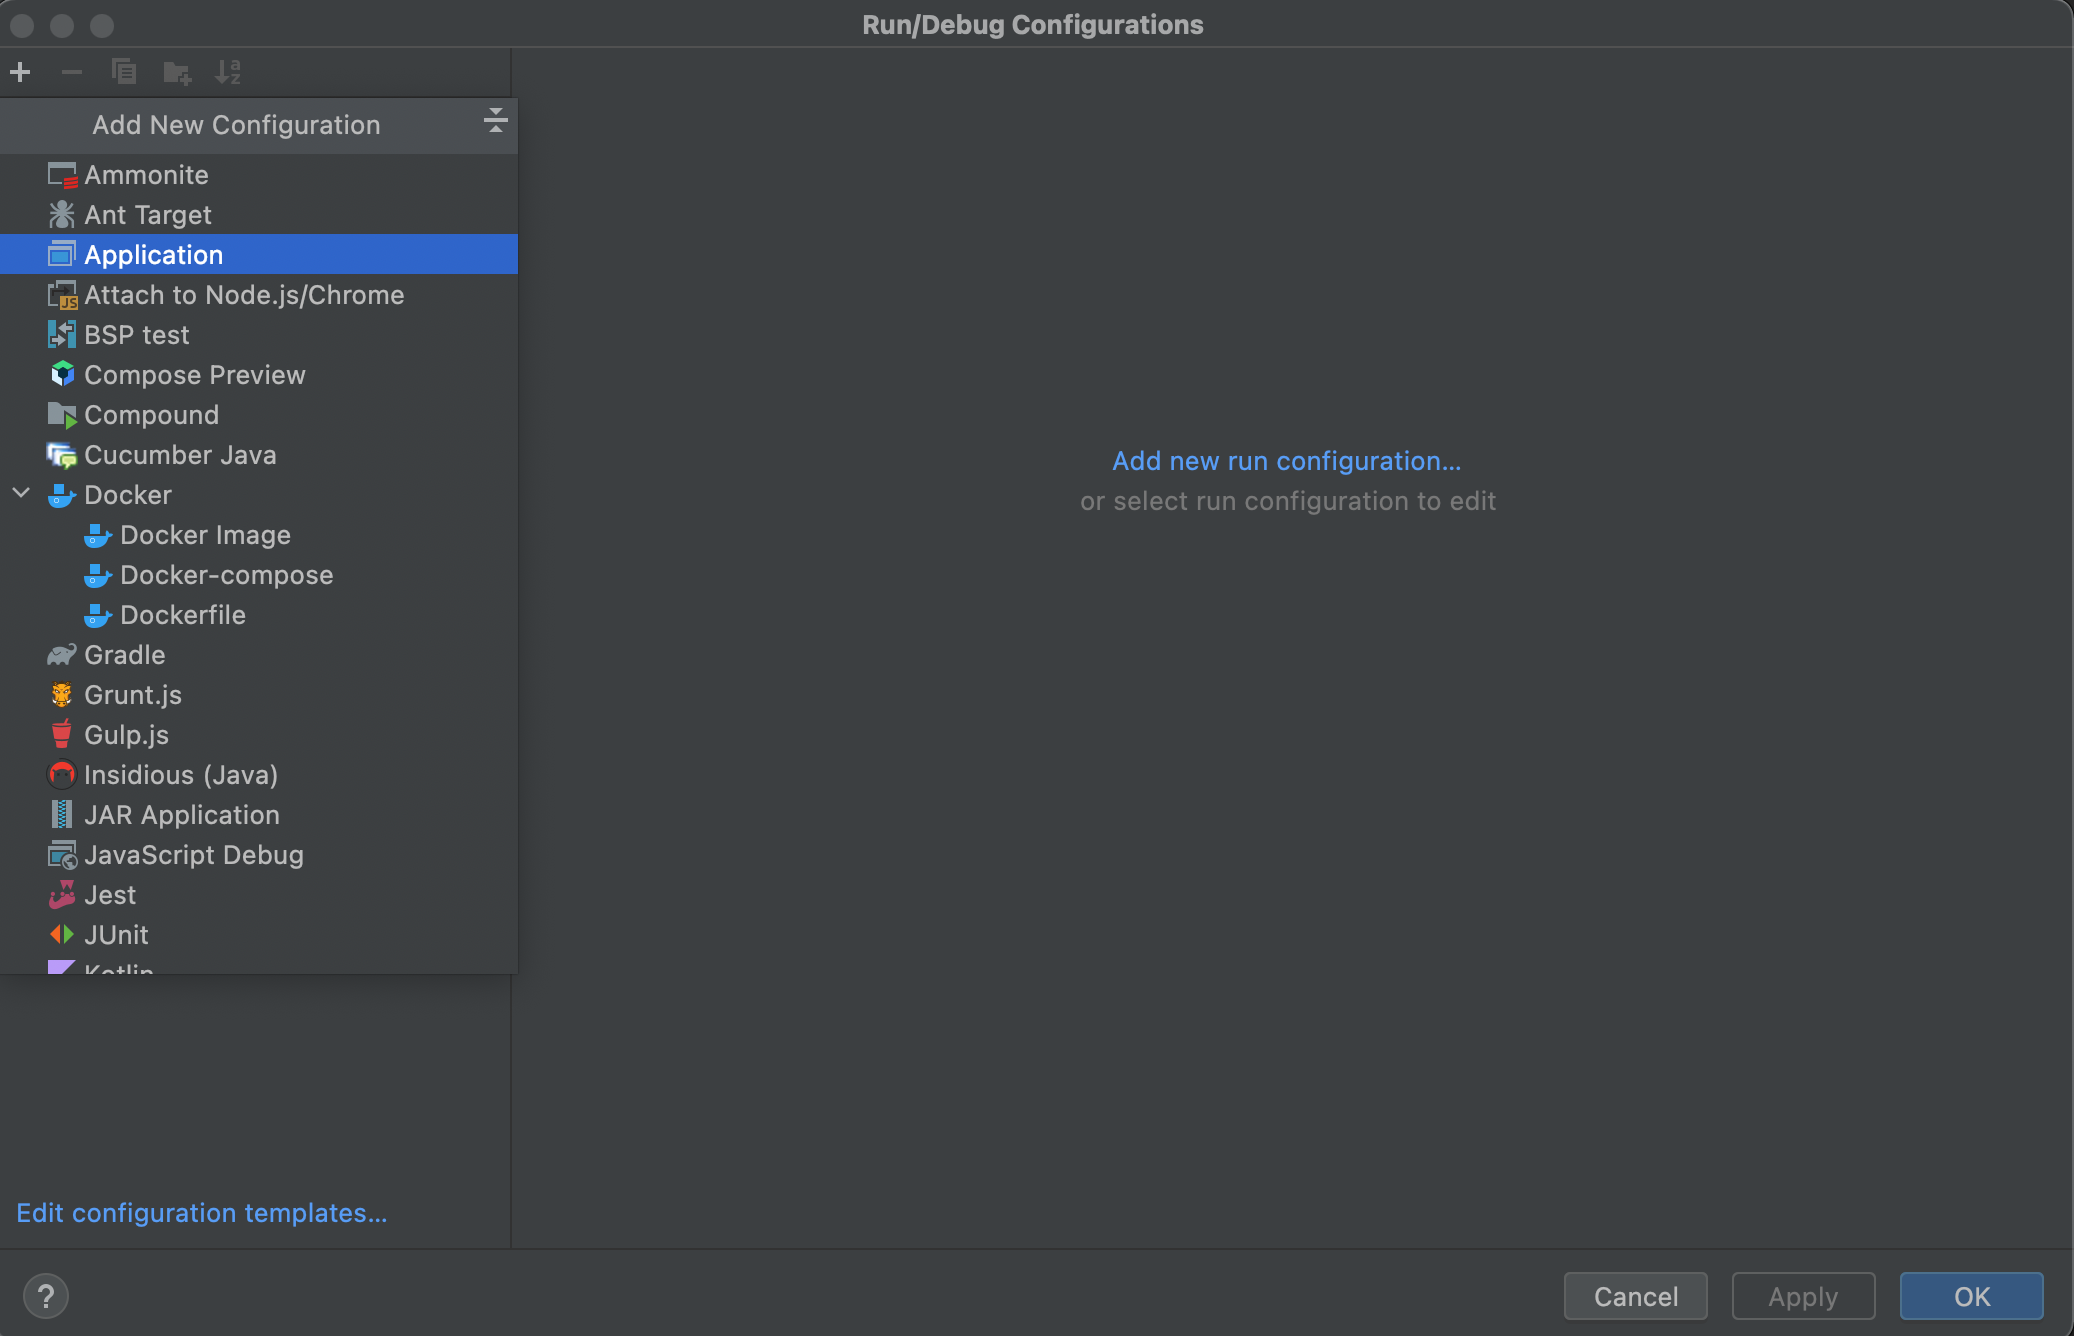 Run/Debug Configurations
Add New Configuration
Ammonite
Ant Target
Application
Attach to Node.js/Chrome
BSP test
Compose Preview
Compound
Cucumber Java
Docker
Docker Image
Docker-compose
Dockerfile
Gradle
Grunt.js
Gulp.js
Insidious (Java)
JAR Application
JavaScript Debug
Jest
JUnit
Kotlin
Add new run configuration...
or select run configuration to edit
Edit configuration templates...
?
Cancel
Apply
OK